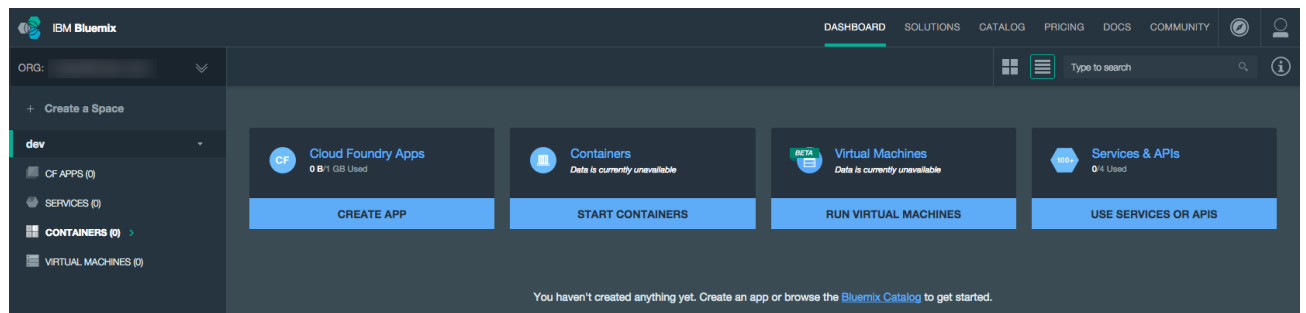 IBM Bluemix
DASHBOARD SOLUTIONS CATALOG PRICING DOCS COMMUNITY
ORG:
Type to search
+ Create a Space
dev
CF APPS (0)
SERVICES (0)
CONTAINERS (0) >
VIRTUAL MACHINES (0)
CF
Cloud Foundry Apps
0 B/1 GB Used
CREATE APP
Containers
Data is currently unavailable
START CONTAINERS
BETA
Virtual Machines
Data is currently unavailable
RUN VIRTUAL MACHINES
100+
Services & APIs
0/4 Used
USE SERVICES OR APIS
You haven't created anything yet. Create an app or browse the Bluemix Catalog to get started.